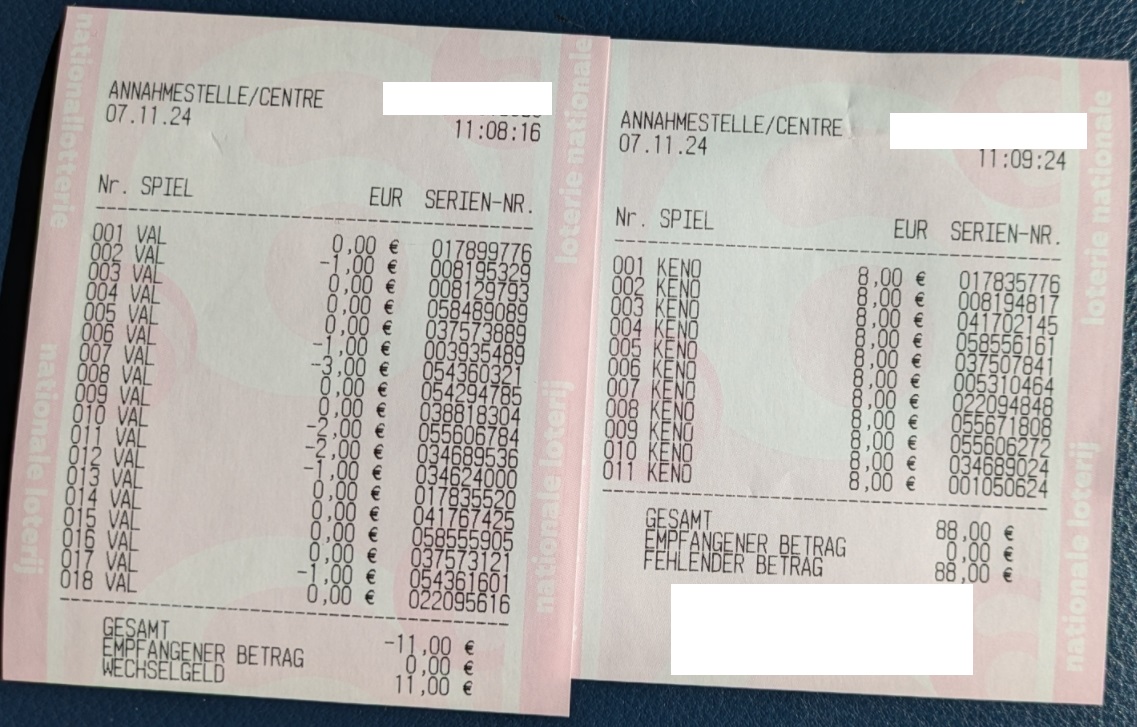 ANNAHMESTELLE/CENTRE
07.11.24 11:08:16
Nr. SPIEL EUR SERIEN-NR.
001 VAL 0,00 € 017899776
002 VAL -1,00 € 008195329
003 VAL 0,00 € 008129793
004 VAL 0,00 € 058489089
005 VAL 0,00 € 037573889
006 VAL -1,00 € 003935489
007 VAL -3,00 € 054360321
008 VAL 0,00 € 054294785
009 VAL 0,00 € 038818304
010 VAL -2,00 € 055606784
011 VAL -2,00 € 034689536
012 VAL -1,00 € 034624000
013 VAL 0,00 € 017835520
014 VAL 0,00 € 041767425
015 VAL 0,00 € 058555905
016 VAL 0,00 € 037573121
017 VAL -1,00 € 054361601
018 VAL 0,00 € 022095616
GESAMT -11,00 €
EMPFANGENER BETRAG 0,00 €
WECHSELGELD 11,00 €
nationallotterie
nationale loterij
loterie nationale
nationale loterij
ANNAHMESTELLE/CENTRE
07.11.24 11:09:24
Nr. SPIEL EUR SERIEN-NR.
001 KENO 8,00 € 017835776
002 KENO 8,00 € 008194817
003 KENO 8,00 € 041702145
004 KENO 8,00 € 058556161
005 KENO 8,00 € 037507841
006 KENO 8,00 € 005310464
007 KENO 8,00 € 022094848
008 KENO 8,00 € 055671808
009 KENO 8,00 € 055606272
010 KENO 8,00 € 034689024
011 KENO 8,00 € 001050624
GESAMT 88,00 €
EMPFANGENER BETRAG 0,00 €
FEHLENDER BETRAG 88,00 €
loterie nationale
nationale loterij